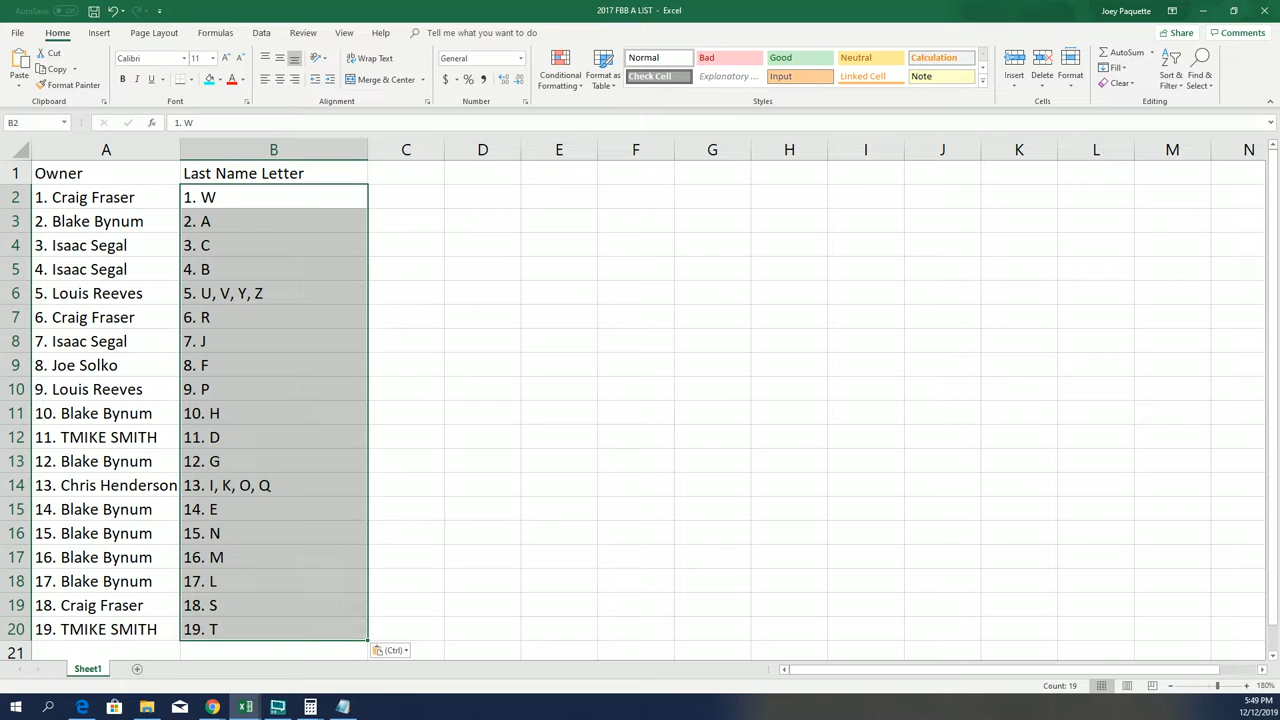 AutoSave Off
2017 FBB A LIST - Excel
Joey Paquette
File Home Insert Page Layout Formulas Data Review View Help Tell me what you want to do
Share Comments
Paste
Cut
Copy
Format Painter
Clipboard
Calibri 11
B I U
Font
Wrap Text
Merge & Center
Alignment
General
$ % ,
Number
Conditional Formatting
Format as Table
Normal Bad Good Neutral Calculation
Check Cell Explanatory ... Input Linked Cell Note
Styles
Insert Delete Format
Cells
AutoSum
Fill
Clear
Sort & Filter
Find & Select
Editing
B2 fx 1. W
A B C D E F G H I J K L M N
1 Owner Last Name Letter
2 1. Craig Fraser 1. W
3 2. Blake Bynum 2. A
4 3. Isaac Segal 3. C
5 4. Isaac Segal 4. B
6 5. Louis Reeves 5. U, V, Y, Z
7 6. Craig Fraser 6. R
8 7. Isaac Segal 7. J
9 8. Joe Solko 8. F
10 9. Louis Reeves 9. P
11 10. Blake Bynum 10. H
12 11. TMIKE SMITH 11. D
13 12. Blake Bynum 12. G
14 13. Chris Henderson 13. I, K, O, Q
15 14. Blake Bynum 14. E
16 15. Blake Bynum 15. N
17 16. Blake Bynum 16. M
18 17. Blake Bynum 17. L
19 18. Craig Fraser 18. S
20 19. TMIKE SMITH 19. T
21
(Ctrl)
Sheet1
Count: 19
180%
5:49 PM
12/12/2019